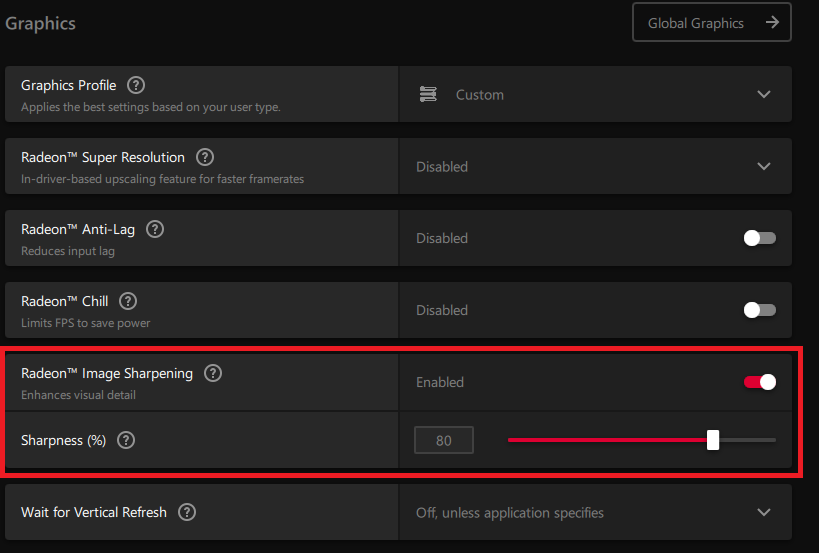 Graphics
Global Graphics
Graphics Profile
Applies the best settings based on your user type.
Custom
Radeon™ Super Resolution
In-driver-based upscaling feature for faster framerates
Disabled
Radeon™ Anti-Lag
Reduces input lag
Disabled
Radeon™ Chill
Limits FPS to save power
Disabled
Radeon™ Image Sharpening
Enhances visual detail
Enabled
Sharpness (%)
80
Wait for Vertical Refresh
Off, unless application specifies